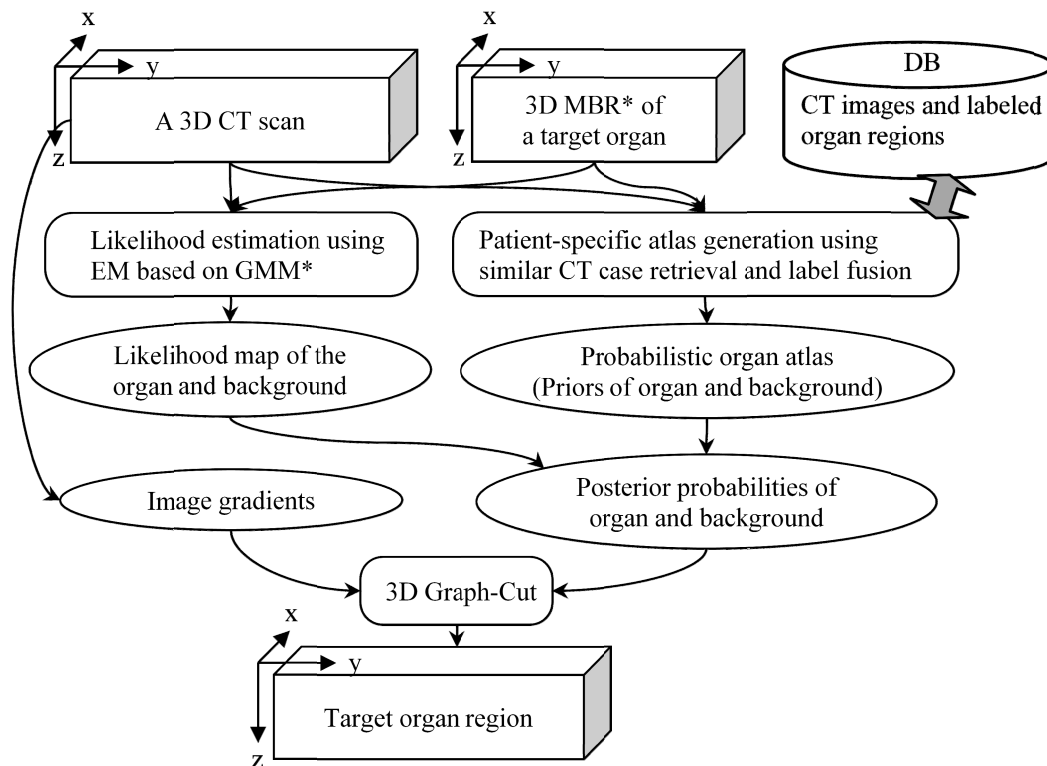 x
y
z
A 3D CT scan
x
y
z
3D MBR* of
a target organ
DB
CT images and labeled
organ regions
Likelihood estimation using
EM based on GMM*
Patient-specific atlas generation using
similar CT case retrieval and label fusion
Likelihood map of the
organ and background
Probabilistic organ atlas
(Priors of organ and background)
Image gradients
Posterior probabilities of
organ and background
3D Graph-Cut
x
y
z
Target organ region